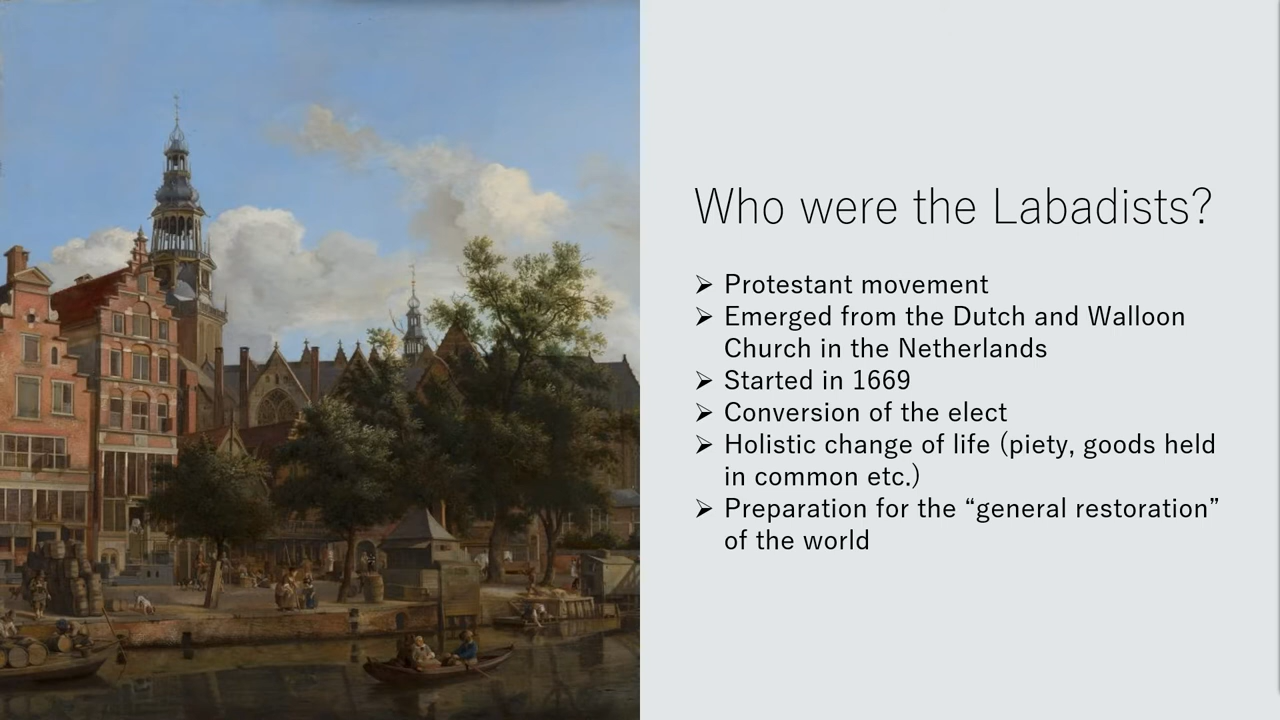 Who were the Labadists?
➢ Protestant movement
➢ Emerged from the Dutch and Walloon
Church in the Netherlands
➢ Started in 1669
➢ Conversion of the elect
➢ Holistic change of life (piety, goods held
in common etc.)
➢ Preparation for the “general restoration”
of the world